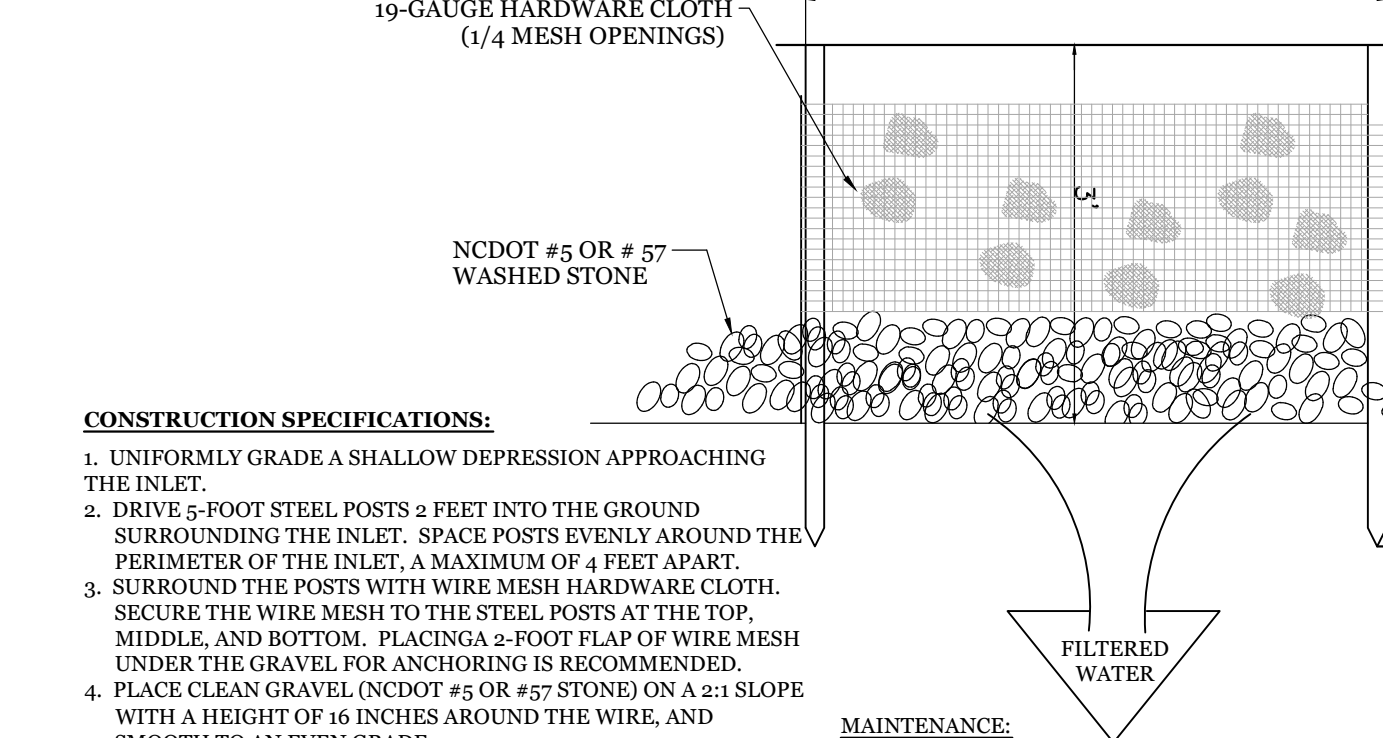 19-GAUGE HARDWARE CLOTH
(1/4 MESH OPENINGS)
3'
NCDOT #5 OR # 57
WASHED STONE
CONSTRUCTION SPECIFICATIONS:
1. UNIFORMLY GRADE A SHALLOW DEPRESSION APPROACHING
THE INLET.
2. DRIVE 5-FOOT STEEL POSTS 2 FEET INTO THE GROUND
SURROUNDING THE INLET. SPACE POSTS EVENLY AROUND THE
PERIMETER OF THE INLET, A MAXIMUM OF 4 FEET APART.
3. SURROUND THE POSTS WITH WIRE MESH HARDWARE CLOTH.
SECURE THE WIRE MESH TO THE STEEL POSTS AT THE TOP,
MIDDLE, AND BOTTOM. PLACINGA 2-FOOT FLAP OF WIRE MESH
UNDER THE GRAVEL FOR ANCHORING IS RECOMMENDED.
4. PLACE CLEAN GRAVEL (NCDOT #5 OR #57 STONE) ON A 2:1 SLOPE
WITH A HEIGHT OF 16 INCHES AROUND THE WIRE, AND
SMOOTH TO AN EVEN GRADE
FILTERED
WATER
MAINTENANCE: